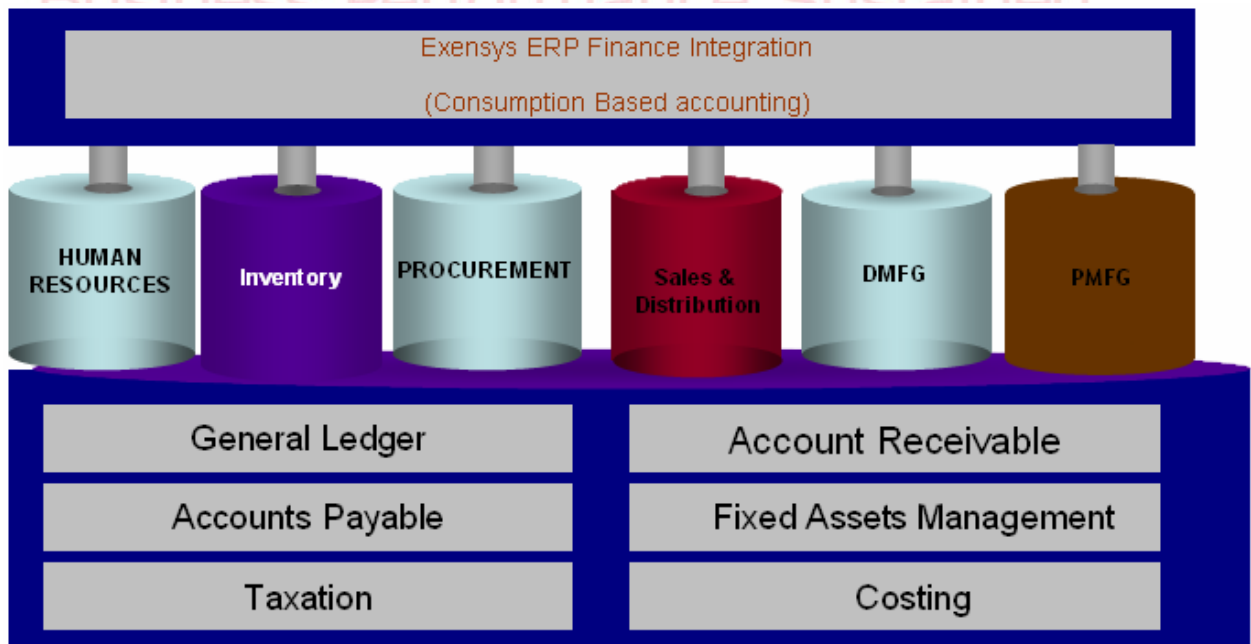 Exensys ERP Finance Integration
(Consumption Based accounting)
HUMAN
RESOURCES
Inventory
PROCUREMENT
Sales &
Distribution
DMFG
PMFG
General Ledger
Account Receivable
Accounts Payable
Fixed Assets Management
Taxation
Costing